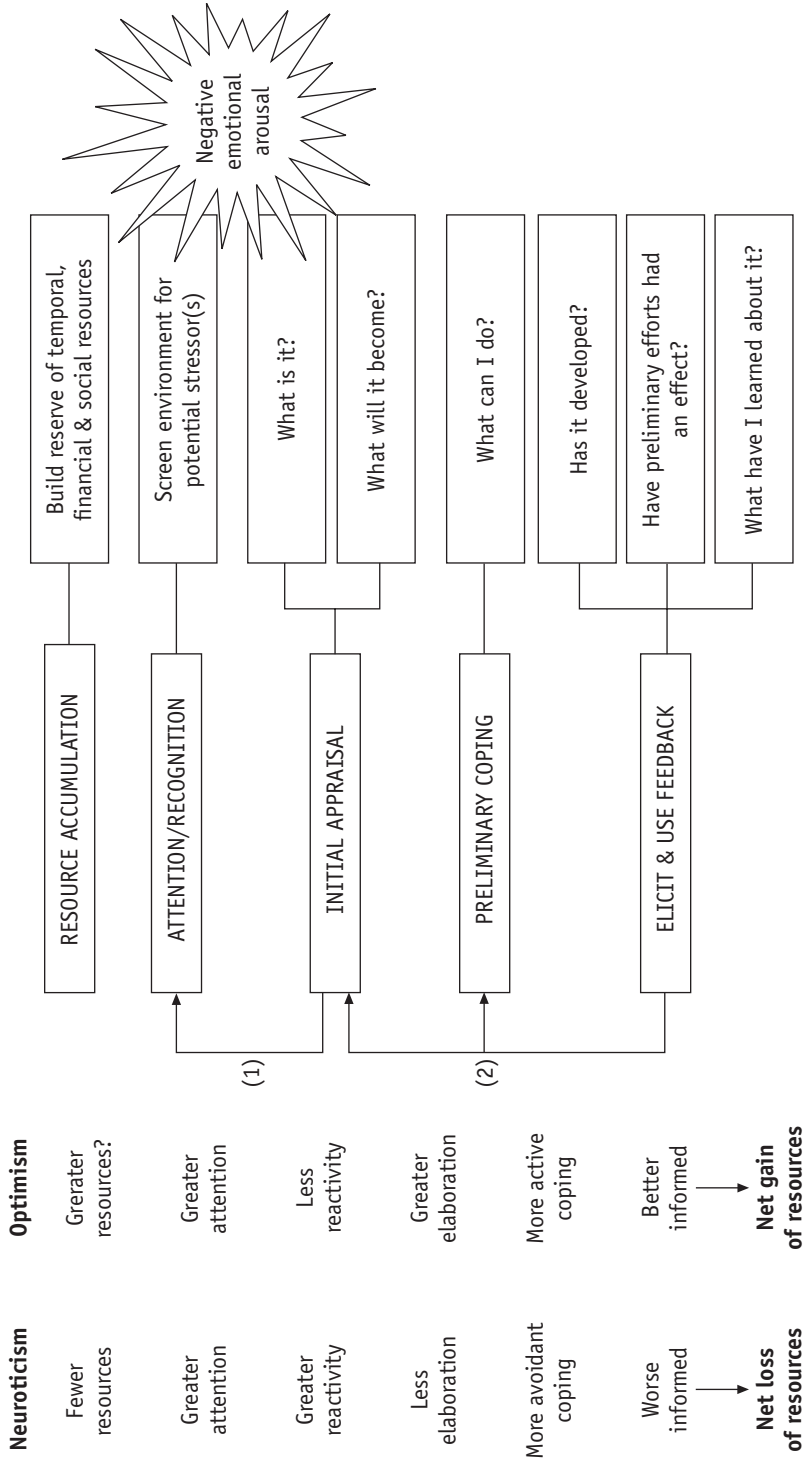 Neuroticism
Fewer
resources
Greater
attention
Greater
reactivity
Less
elaboration
More avoidant
coping
Worse
informed
Net loss
of resources
Optimism
Grerater
resources?
Greater
attention
Less
reactivity
Greater
elaboration
More active
coping
Better
informed
Net gain
of resources
(1)
(2)
RESOURCE ACCUMULATION
ATTENTION/RECOGNITION
INITIAL APPRAISAL
PRELIMINARY COPING
ELICIT & USE FEEDBACK
Build reserve of temporal,
financial & social resources
Screen environment for
potential stressor(s)
What is it?
What will it become?
What can I do?
Has it developed?
Have preliminary efforts had
an effect?
What have I learned about it?
Negative
emotional
arousal